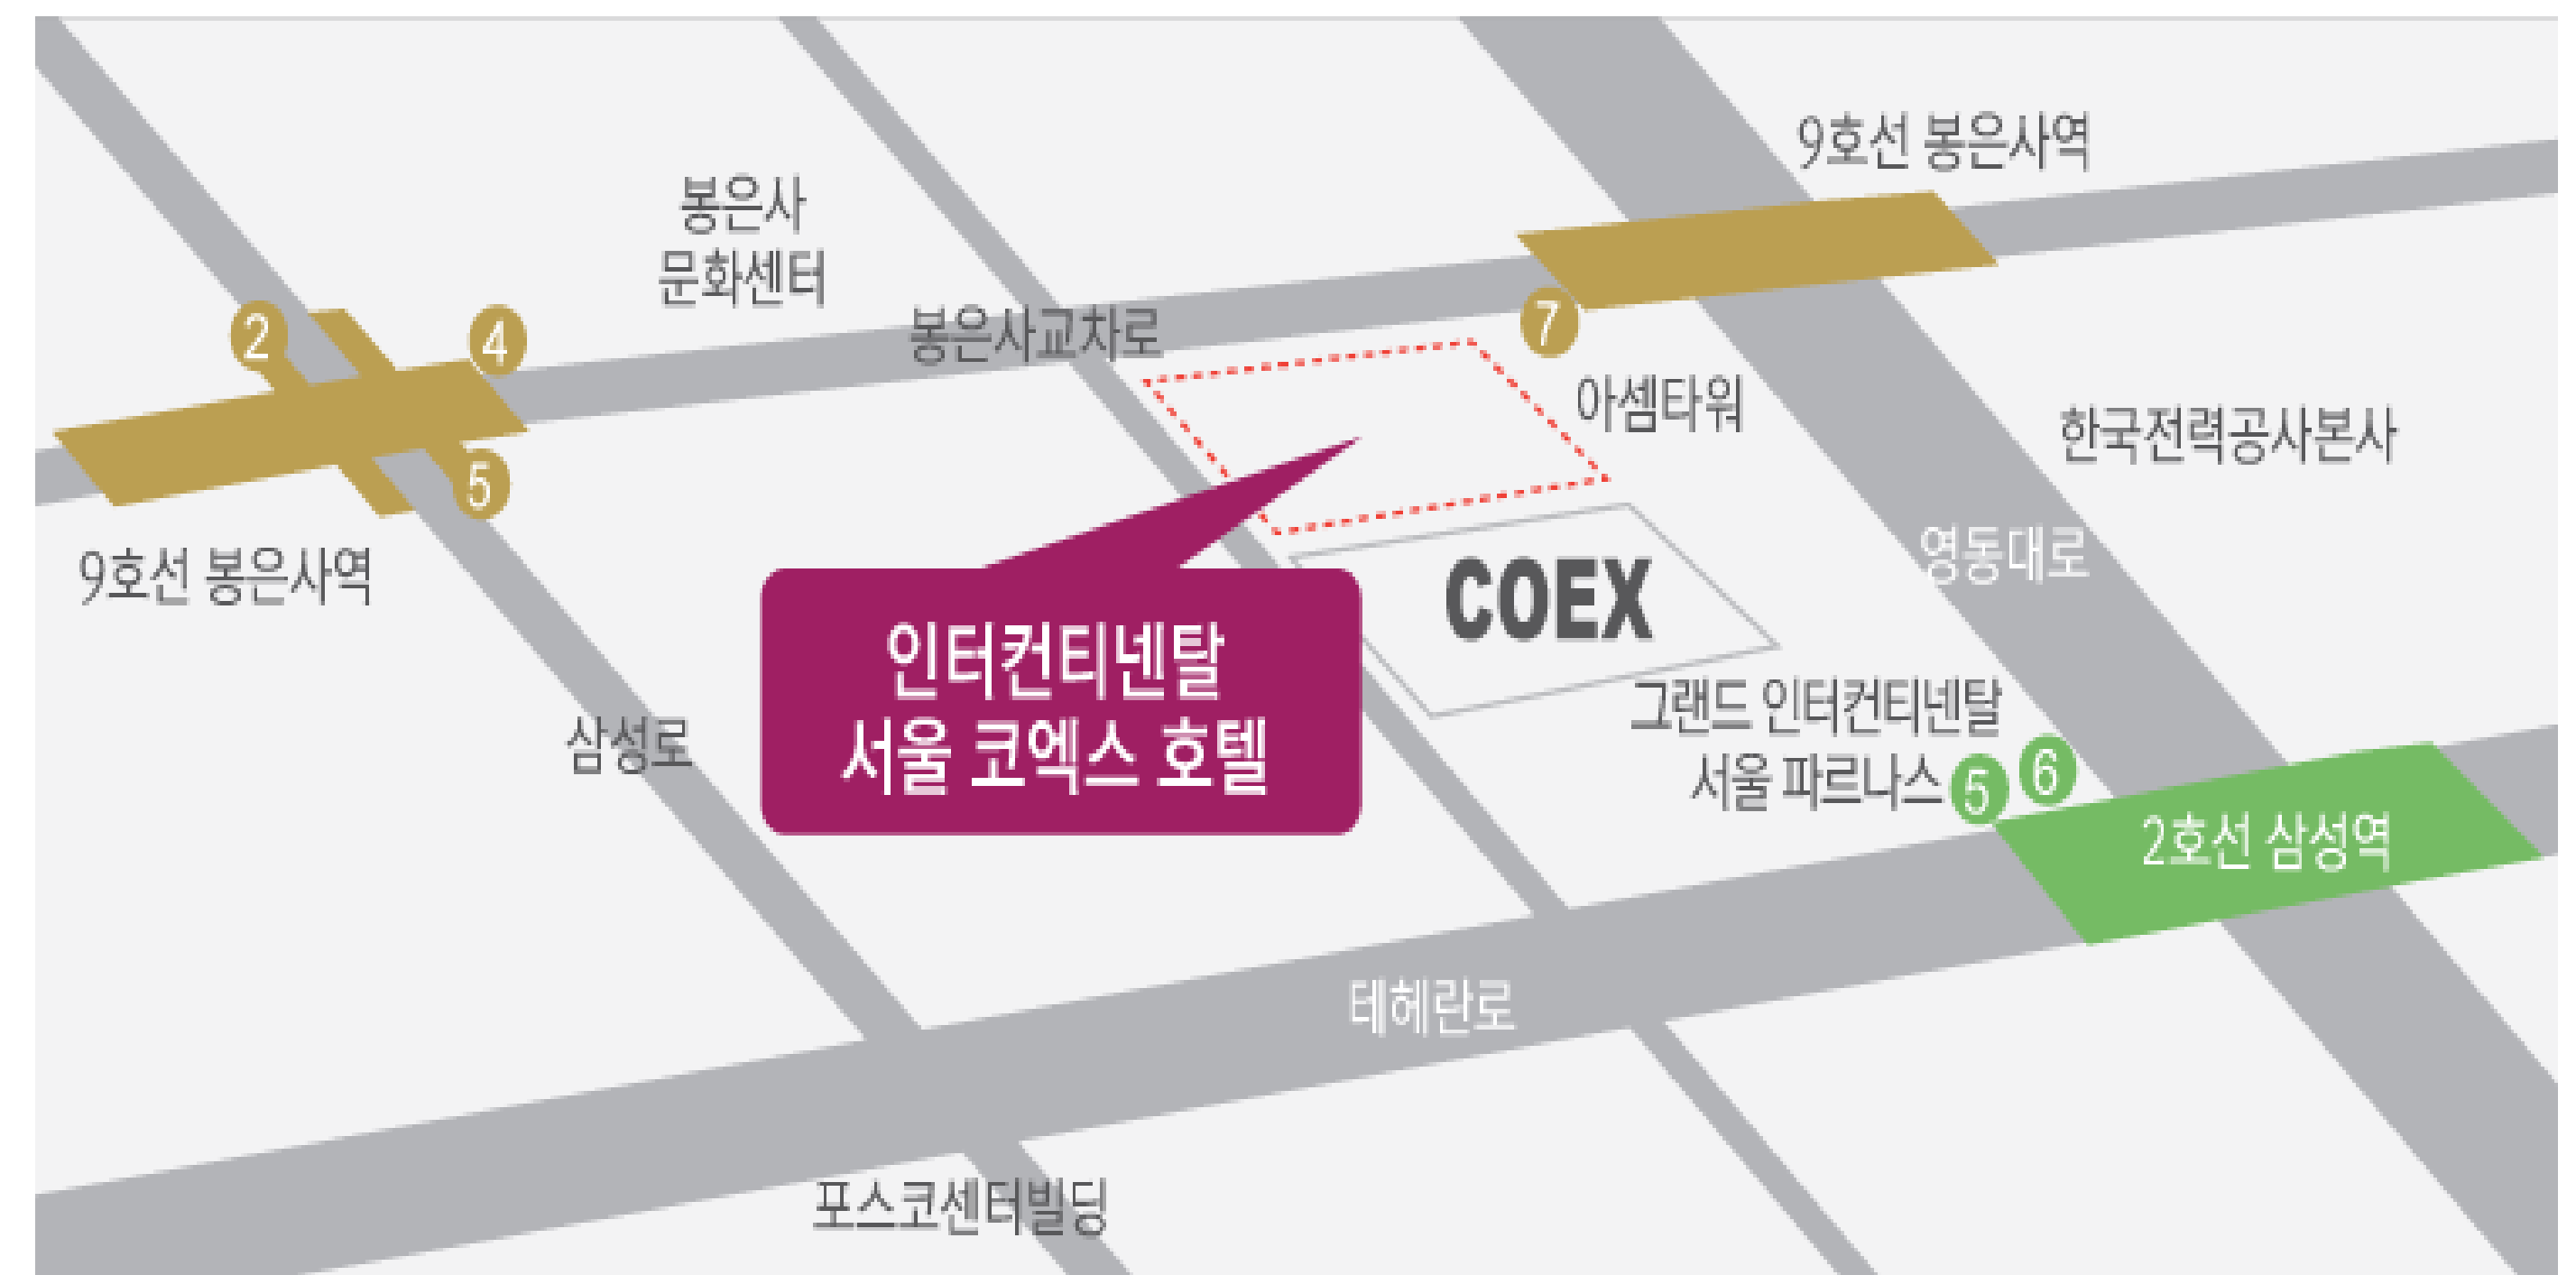 9호선 봉은사역
봉은사
문화센터
2
4
봉은사교차로
7
아셈타워
한국전력공사본사
5
9호선 봉은사역
영동대로
COEX
인터컨티넨탈
서울 코엑스 호텔
삼성로
그랜드 인터컨티넨탈
서울 파르나스
5
6
2호선 삼성역
테헤란로
포스코센터빌딩